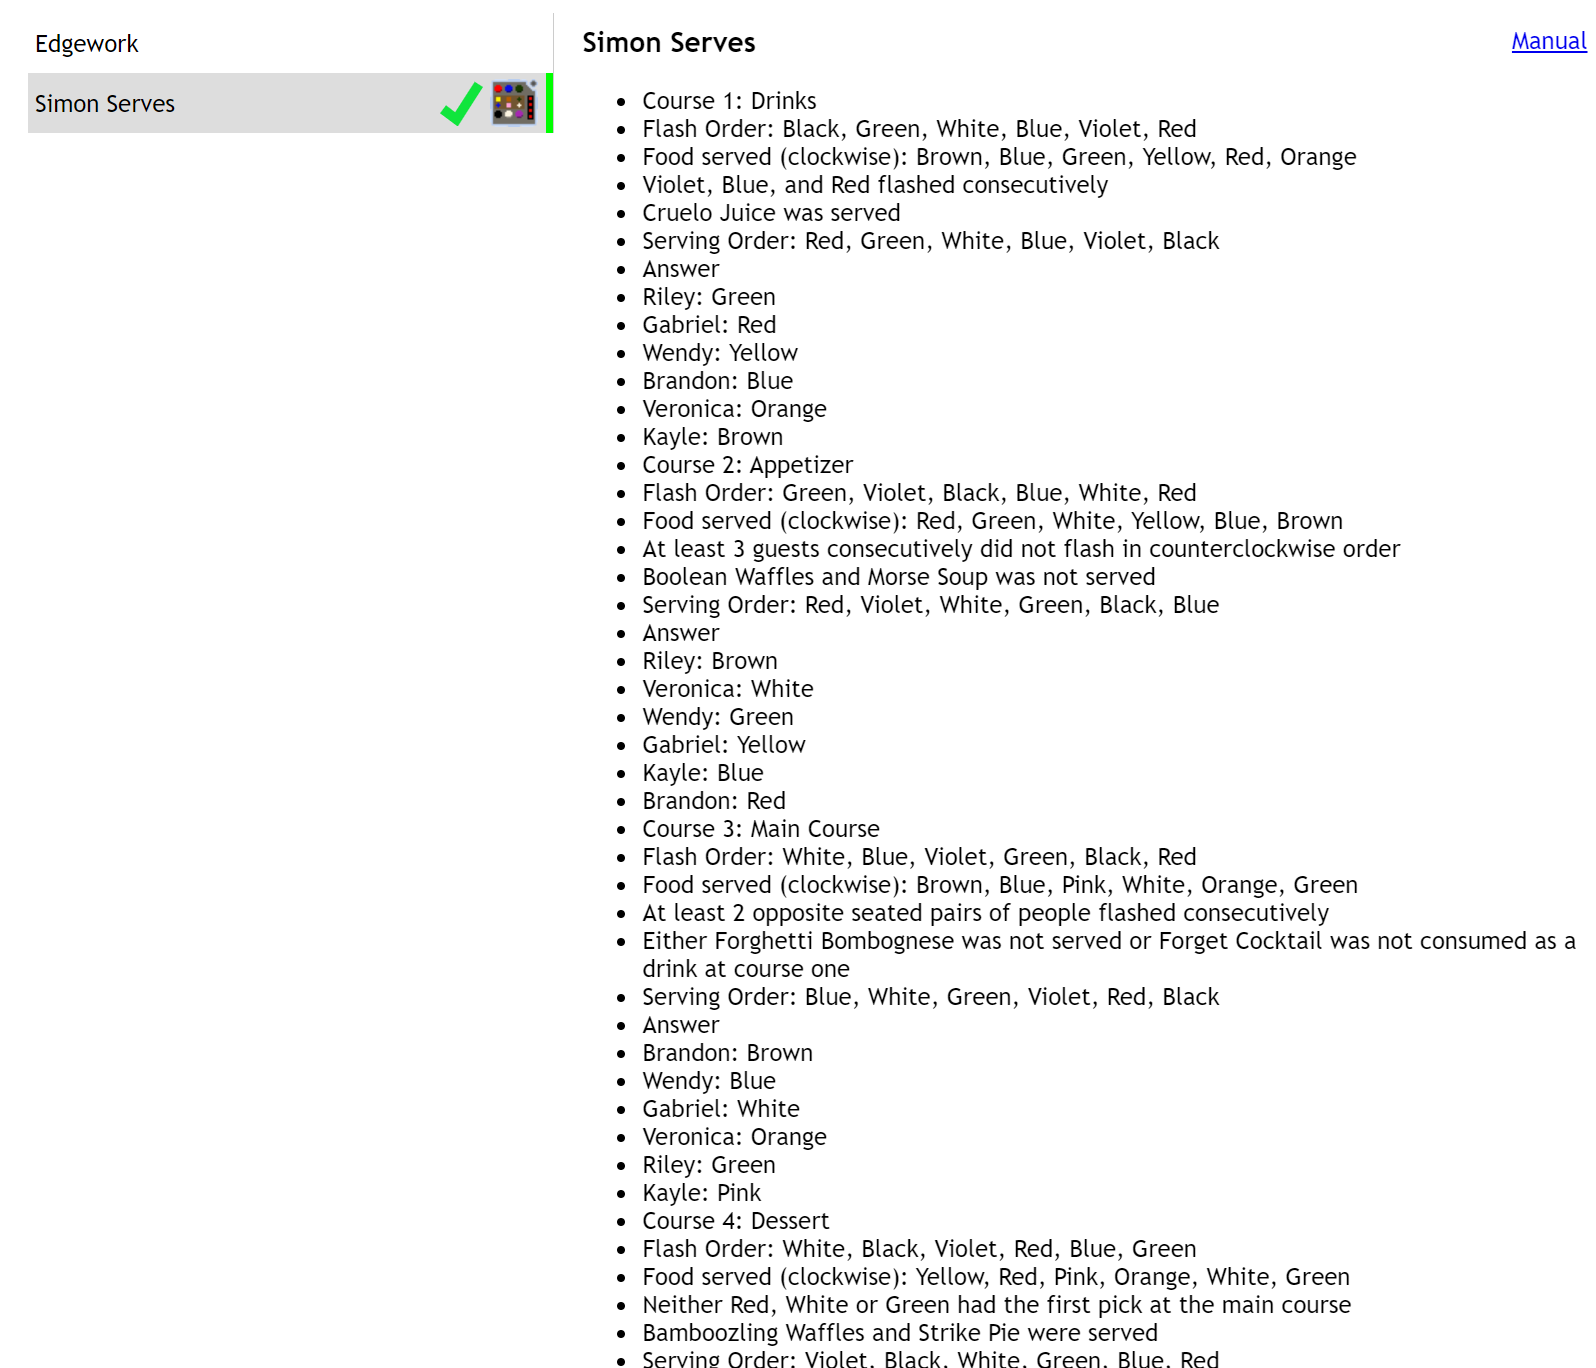 Edgework
Simon Serves
Simon Serves
Manual
Course 1: Drinks
Flash Order: Black, Green, White, Blue, Violet, Red
Food served (clockwise): Brown, Blue, Green, Yellow, Red, Orange
Violet, Blue, and Red flashed consecutively
Cruelo Juice was served
Serving Order: Red, Green, White, Blue, Violet, Black
Answer
Riley: Green
Gabriel: Red
Wendy: Yellow
Brandon: Blue
Veronica: Orange
Kayle: Brown
Course 2: Appetizer
Flash Order: Green, Violet, Black, Blue, White, Red
Food served (clockwise): Red, Green, White, Yellow, Blue, Brown
At least 3 guests consecutively did not flash in counterclockwise order
Boolean Waffles and Morse Soup was not served
Serving Order: Red, Violet, White, Green, Black, Blue
Answer
Riley: Brown
Veronica: White
Wendy: Green
Gabriel: Yellow
Kayle: Blue
Brandon: Red
Course 3: Main Course
Flash Order: White, Blue, Violet, Green, Black, Red
Food served (clockwise): Brown, Blue, Pink, White, Orange, Green
At least 2 opposite seated pairs of people flashed consecutively
Either Forghetti Bombognese was not served or Forget Cocktail was not consumed as a
drink at course one
Serving Order: Blue, White, Green, Violet, Red, Black
Answer
Brandon: Brown
Wendy: Blue
Gabriel: White
Veronica: Orange
Riley: Green
Kayle: Pink
Course 4: Dessert
Flash Order: White, Black, Violet, Red, Blue, Green
Food served (clockwise): Yellow, Red, Pink, Orange, White, Green
Neither Red, White or Green had the first pick at the main course
Bamboozling Waffles and Strike Pie were served
Serving Order: Violet, Black, White, Green, Blue, Red